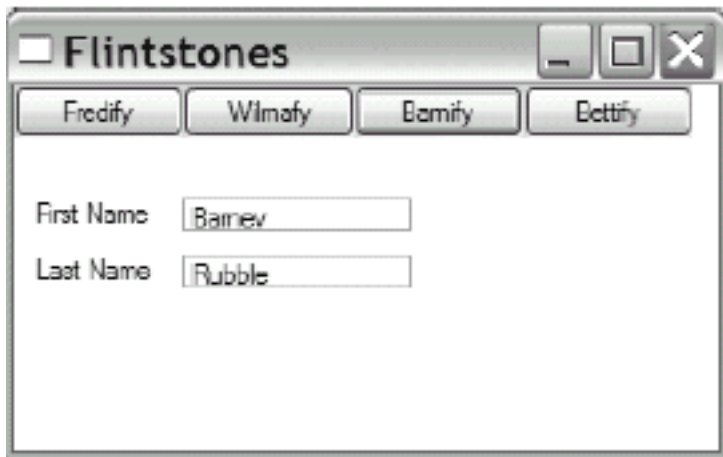 Flintstones
Fredify Wilmafy Barnify Bettify
First Name Barney
Last Name Rubble